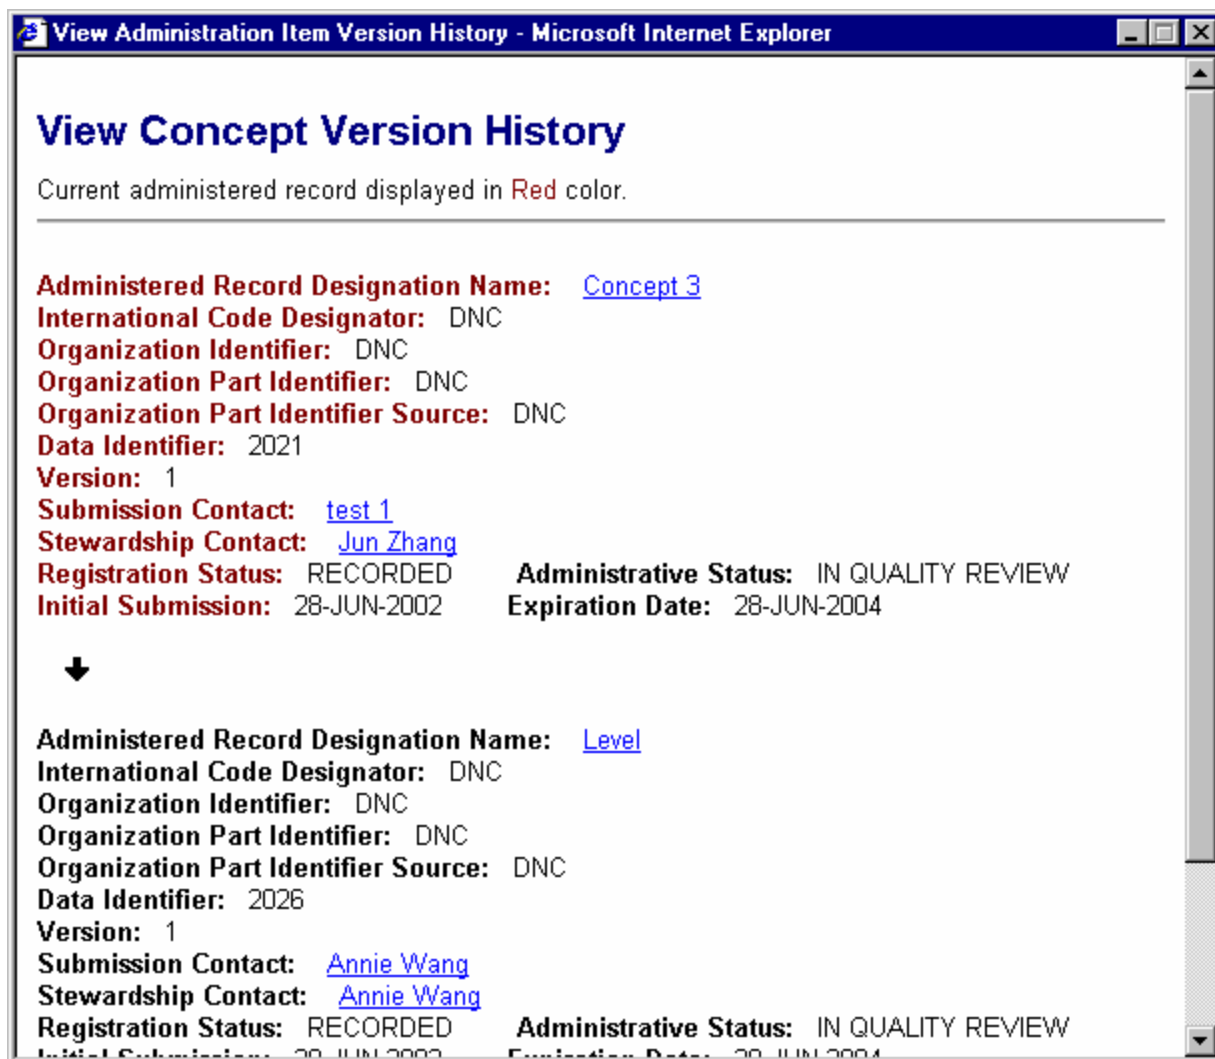 View Administration Item Version History - Microsoft Internet Explorer
View Concept Version History
Current administered record displayed in Red color.
Administered Record Designation Name: Concept 3
International Code Designator: DNC
Organization Identifier: DNC
Organization Part Identifier: DNC
Organization Part Identifier Source: DNC
Data Identifier: 2021
Version: 1
Submission Contact: test 1
Stewardship Contact: Jun Zhang
Registration Status: RECORDED Administrative Status: IN QUALITY REVIEW
Initial Submission: 28-JUN-2002 Expiration Date: 28-JUN-2004
Administered Record Designation Name: Level
International Code Designator: DNC
Organization Identifier: DNC
Organization Part Identifier: DNC
Organization Part Identifier Source: DNC
Data Identifier: 2026
Version: 1
Submission Contact: Annie Wang
Stewardship Contact: Annie Wang
Registration Status: RECORDED Administrative Status: IN QUALITY REVIEW
Initial Submission: Expiration Date: